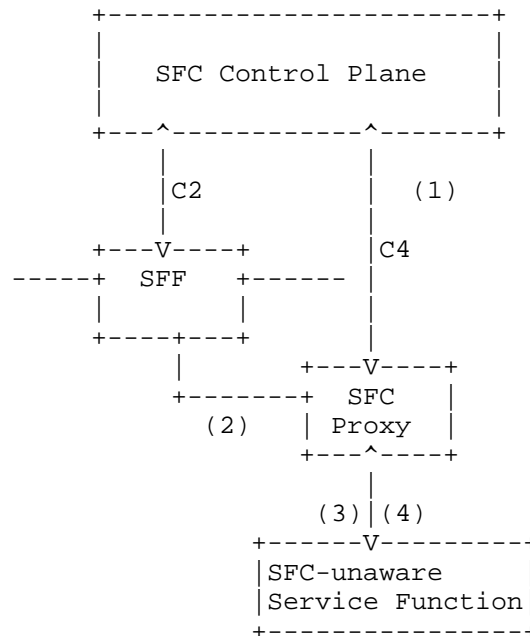 SFC Control Plane
C2
(1)
C4
SFF
SFC
(2)
Proxy
(3) (4)
SFC-unaware
Service Function